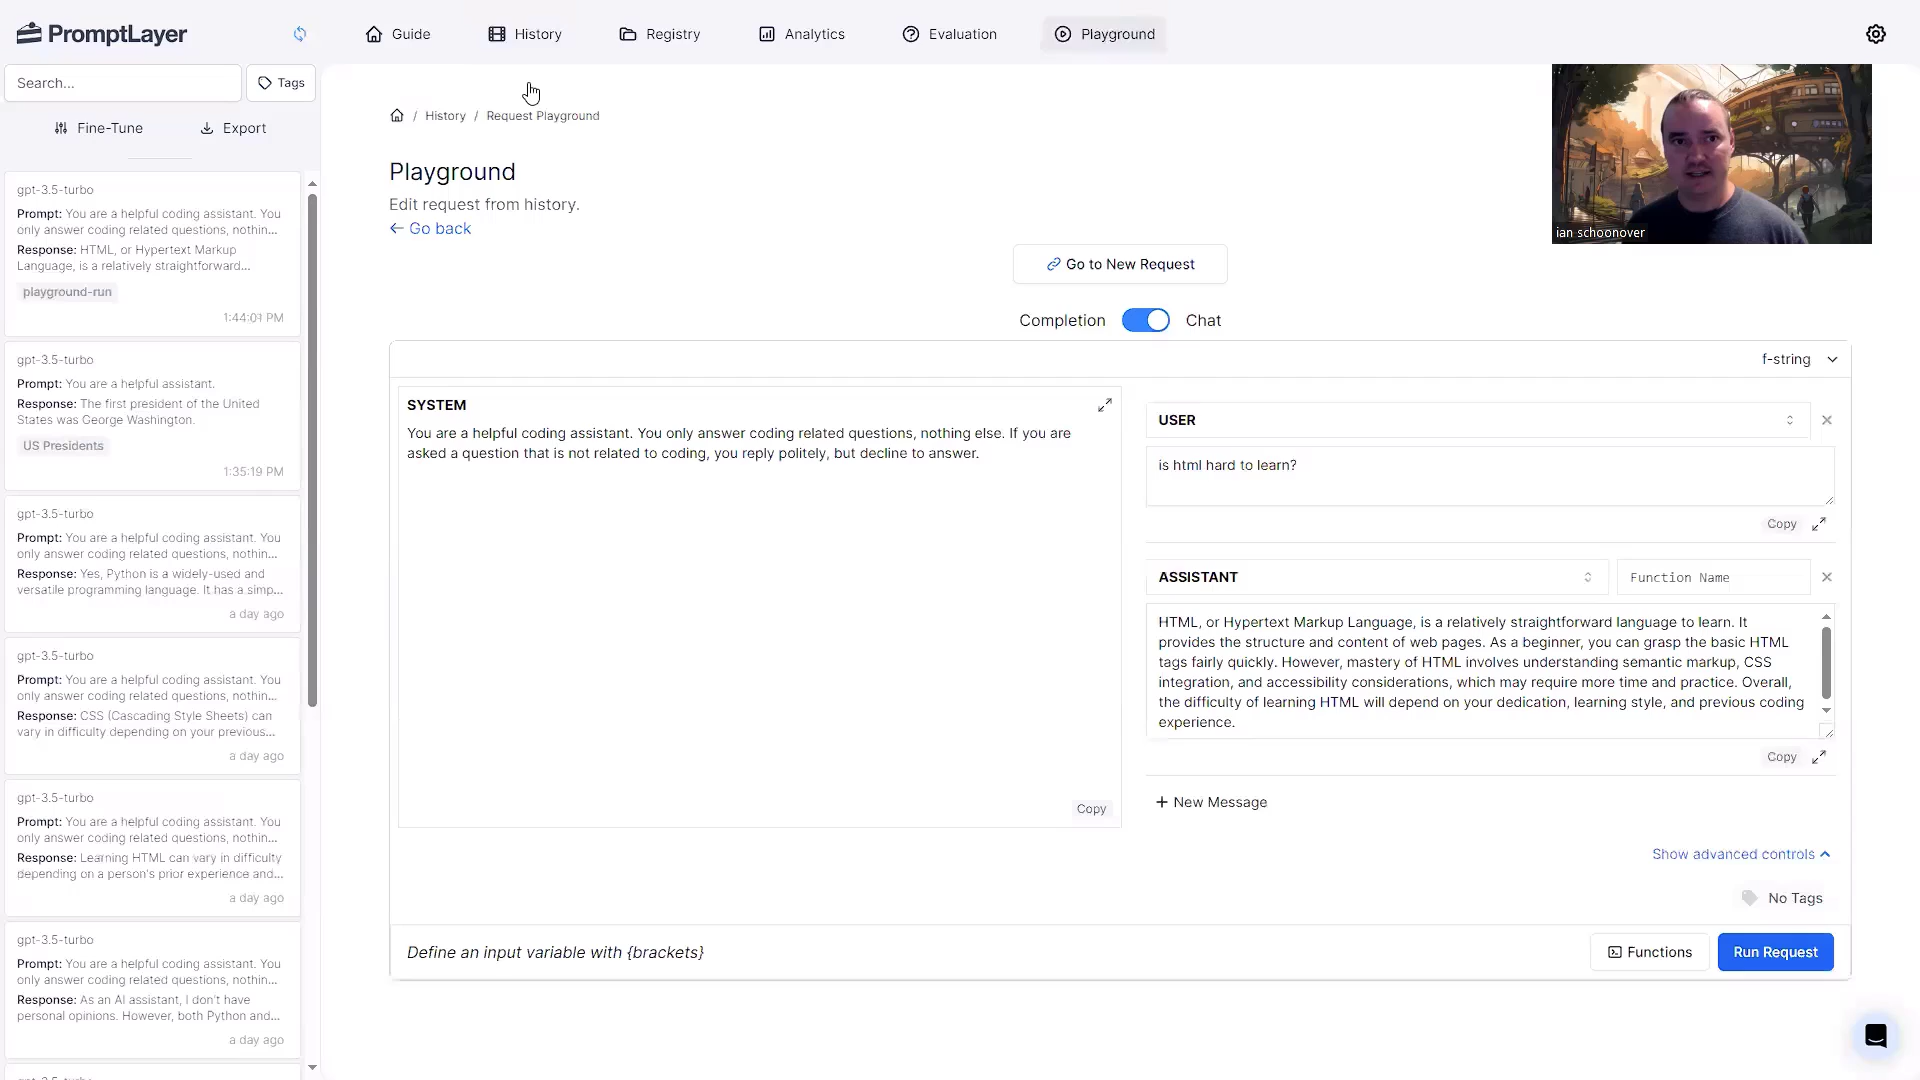 PromptLayer
Guide
History
Registry
Analytics
Evaluation
Playground
Search...
Tags
Fine-Tune
Export
gpt-3.5-turbo
Prompt: You are a helpful coding assistant. You
only answer coding related questions, nothin...
Response: HTML, or Hypertext Markup
Language, is a relatively straightforward...
playground-run
1:44:01 PM
gpt-3.5-turbo
Prompt: You are a helpful assistant.
Response: The first president of the United
States was George Washington.
US Presidents
1:35:19 PM
gpt-3.5-turbo
Prompt: You are a helpful coding assistant. You
only answer coding related questions, nothin...
Response: Yes, Python is a widely-used and
versatile programming language. It has a simp...
a day ago
gpt-3.5-turbo
Prompt: You are a helpful coding assistant. You
only answer coding related questions, nothin...
Response: CSS (Cascading Style Sheets) can
vary in difficulty depending on your previous...
a day ago
gpt-3.5-turbo
Prompt: You are a helpful coding assistant. You
only answer coding related questions, nothin...
Response: Learning HTML can vary in difficulty
depending on a person's prior experience and...
a day ago
gpt-3.5-turbo
Prompt: You are a helpful coding assistant. You
only answer coding related questions, nothin...
Response: As an AI assistant, I don't have
personal opinions. However, both Python and...
a day ago
/ History / Request Playground
Playground
Edit request from history.
← Go back
ian schoonover
Go to New Request
Completion
Chat
f-string
SYSTEM
You are a helpful coding assistant. You only answer coding related questions, nothing else. If you are
asked a question that is not related to coding, you reply politely, but decline to answer.
Copy
USER
is html hard to learn?
Copy
ASSISTANT
Function Name
HTML, or Hypertext Markup Language, is a relatively straightforward language to learn. It
provides the structure and content of web pages. As a beginner, you can grasp the basic HTML
tags fairly quickly. However, mastery of HTML involves understanding semantic markup, CSS
integration, and accessibility considerations, which may require more time and practice. Overall,
the difficulty of learning HTML will depend on your dedication, learning style, and previous coding
experience.
Copy
+ New Message
Show advanced controls
No Tags
Define an input variable with {brackets}
Functions
Run Request